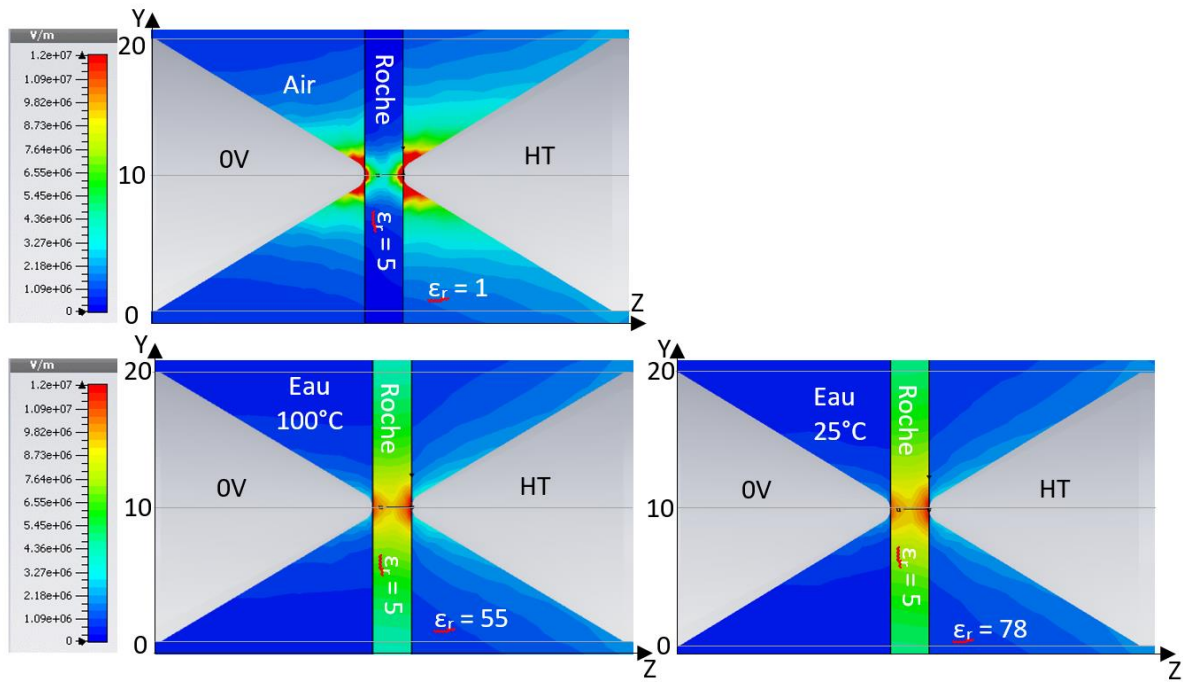 V/m
1.2e+07
1.09e+07
9.82e+06
8.73e+06
7.64e+06
6.55e+06
5.45e+06
4.36e+06
3.27e+06
2.18e+06
1.09e+06
0
Y
20
10
0
Air
Roche
0V
HT
εr = 5
εr = 1
Z
V/m
1.2e+07
1.09e+07
9.82e+06
8.73e+06
7.64e+06
6.55e+06
5.45e+06
4.36e+06
3.27e+06
2.18e+06
1.09e+06
0
Y
20
10
0
Eau
100°C
Roche
0V
HT
εr = 5
εr = 55
Z
Y
20
10
0
Eau
25°C
Roche
0V
HT
εr = 5
εr = 78
Z